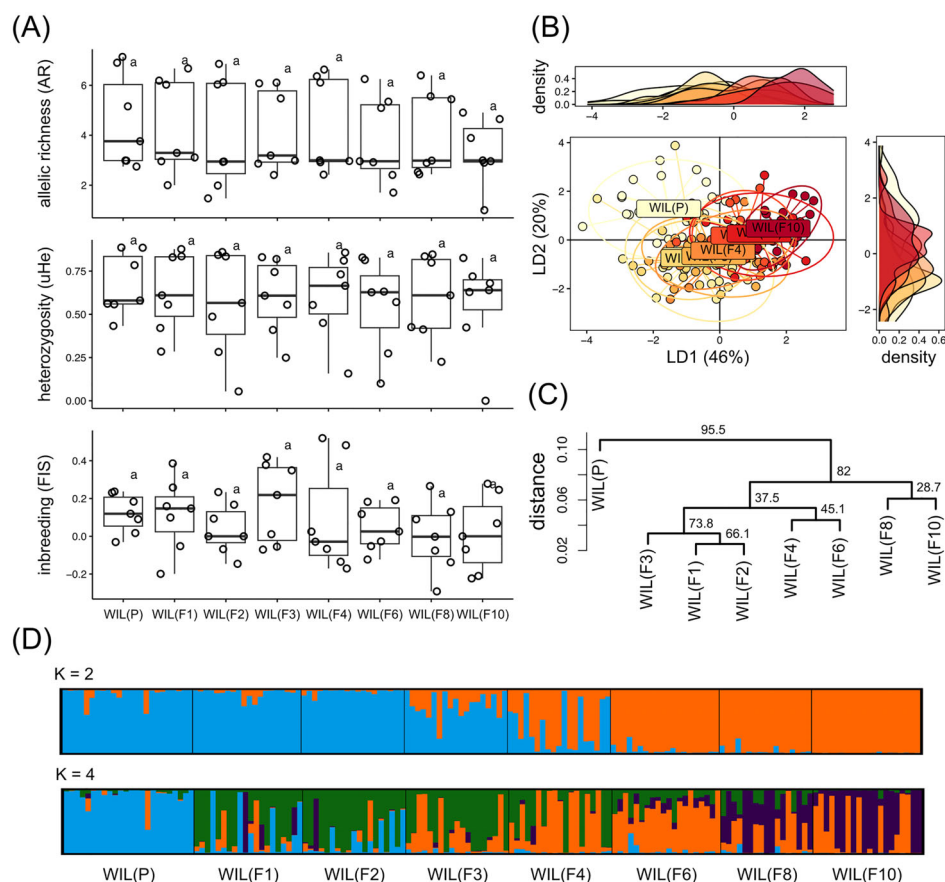 (A)
allelic richness (AR)
6
4
2
a a a a a a a a
heterozygosity (uHe)
0.75
0.50
0.25
0.00
a a a a a a a a
inbreeding (FIS)
0.4
0.2
0.0
−0.2
a a a a a a a a
WIL(P) WIL(F1) WIL(F2) WIL(F3) WIL(F4) WIL(F6) WIL(F8) WIL(F10)
(B)
density
0.4
0.2
0.0
−4 −2 0 2
LD2 (20%)
4
2
0
−2
WIL(P)
WIL(F10)
WIL(F4)
−4 −2 0 2
LD1 (46%)
4
2
0
−2
0.0 0.2 0.4 0.6
density
(C)
distance
0.10
0.06
0.02
95.5
82
28.7
37.5
45.1
73.8
66.1
WIL(P)
WIL(F3)
WIL(F1)
WIL(F2)
WIL(F4)
WIL(F6)
WIL(F8)
WIL(F10)
(D)
K = 2
K = 4
WIL(P) WIL(F1) WIL(F2) WIL(F3) WIL(F4) WIL(F6) WIL(F8) WIL(F10)